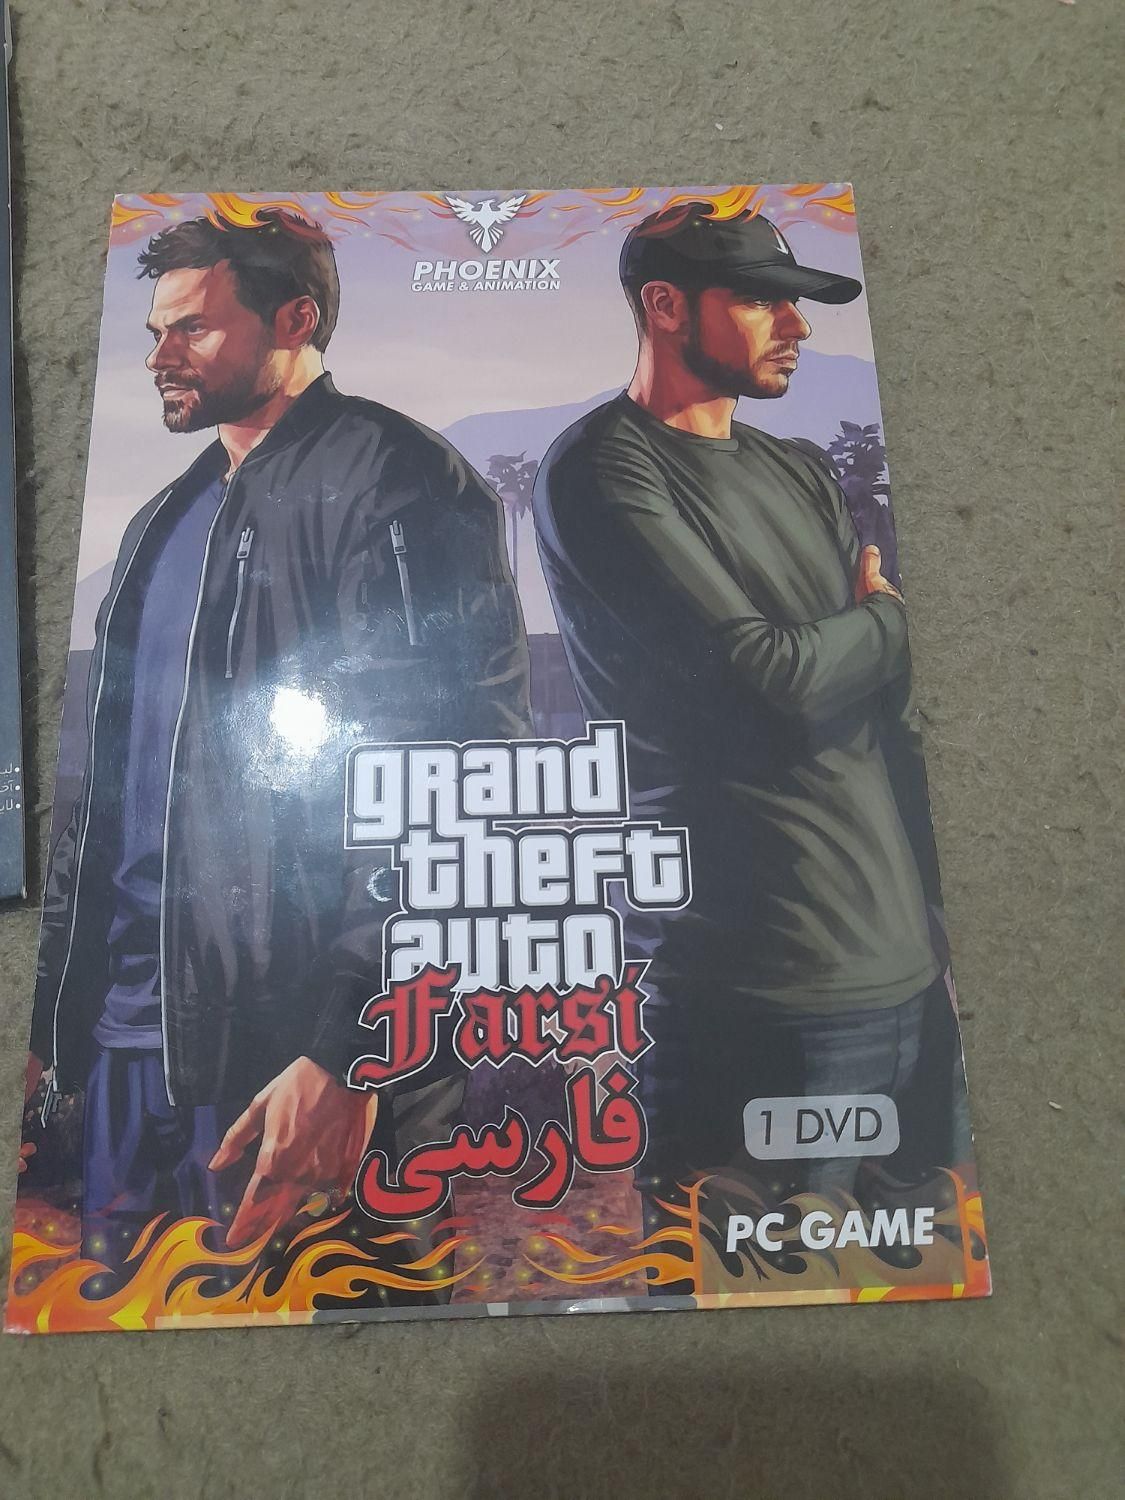 PHOENIX
GAME & ANIMATION
grand
theft
auto
Farsi
فارسی
1 DVD
PC GAME